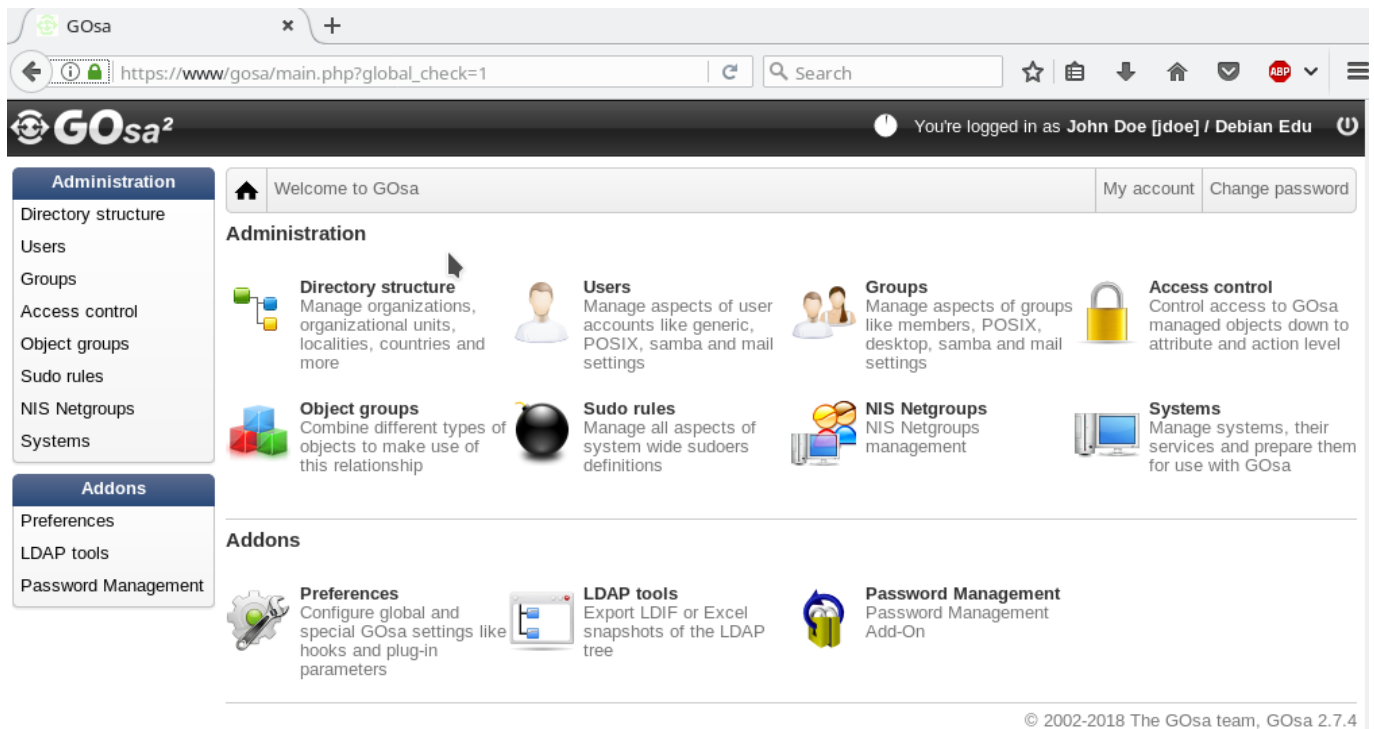 GOsa
https://www/gosa/main.php?global_check=1
Search
ABP
GOsa²
You're logged in as John Doe [jdoe] / Debian Edu
Administration
Directory structure
Users
Groups
Access control
Object groups
Sudo rules
NIS Netgroups
Systems
Addons
Preferences
LDAP tools
Password Management
Welcome to GOsa
My account
Change password
Administration
Directory structure
Manage organizations,
organizational units,
localities, countries and
more
Users
Manage aspects of user
accounts like generic,
POSIX, samba and mail
settings
Groups
Manage aspects of groups
like members, POSIX,
desktop, samba and mail
settings
Access control
Control access to GOsa
managed objects down to
attribute and action level
Object groups
Combine different types of
objects to make use of
this relationship
Sudo rules
Manage all aspects of
system wide sudoers
definitions
NIS Netgroups
NIS Netgroups
management
Systems
Manage systems, their
services and prepare them
for use with GOsa
Addons
Preferences
Configure global and
special GOsa settings like
hooks and plug-in
parameters
LDAP tools
Export LDIF or Excel
snapshots of the LDAP
tree
Password Management
Password Management
Add-On
© 2002-2018 The GOsa team, GOsa 2.7.4